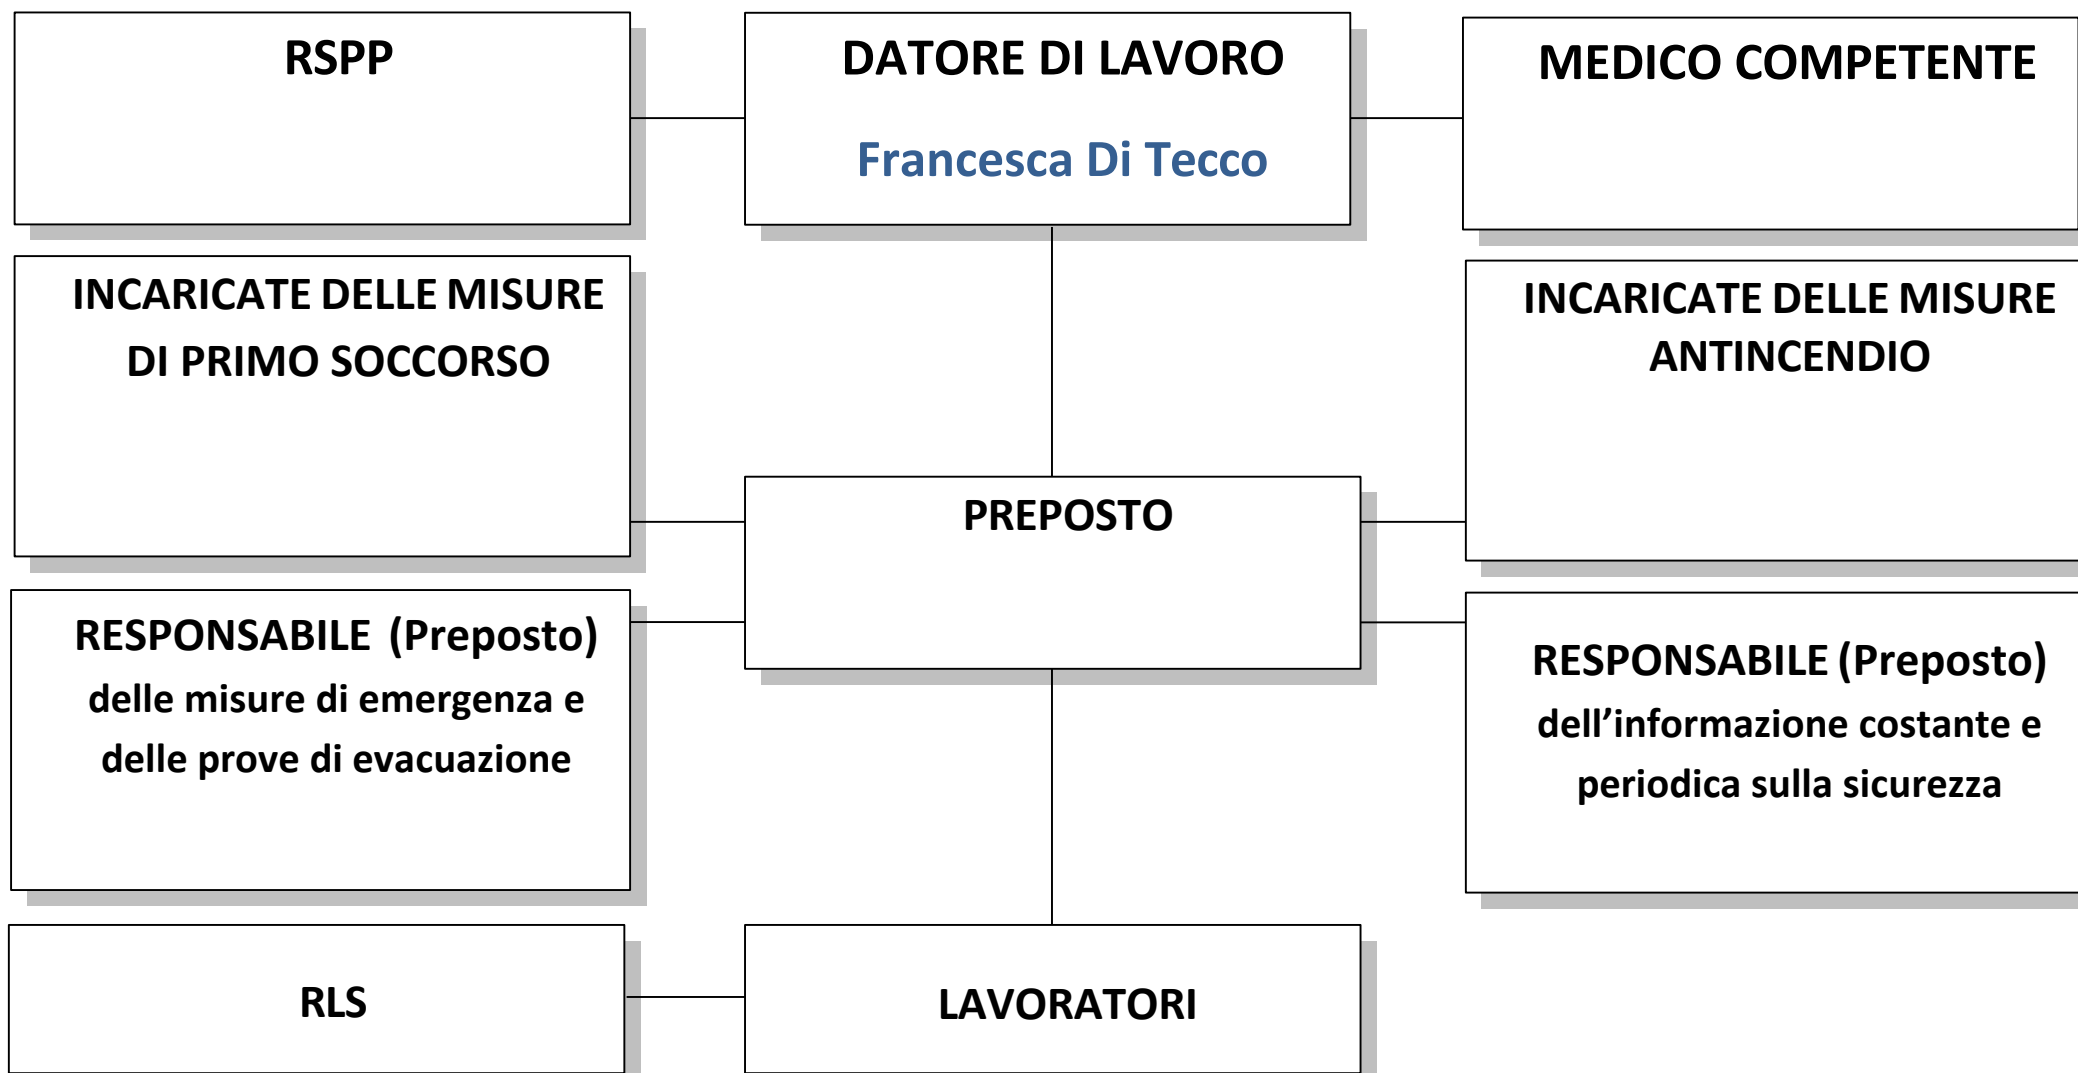 RSPP
DATORE DI LAVORO
Francesca Di Tecco
MEDICO COMPETENTE
INCARICATE DELLE MISURE
DI PRIMO SOCCORSO
INCARICATE DELLE MISURE
ANTINCENDIO
PREPOSTO
RESPONSABILE (Preposto)
delle misure di emergenza e
delle prove di evacuazione
RESPONSABILE (Preposto)
dell’informazione costante e
periodica sulla sicurezza
RLS
LAVORATORI